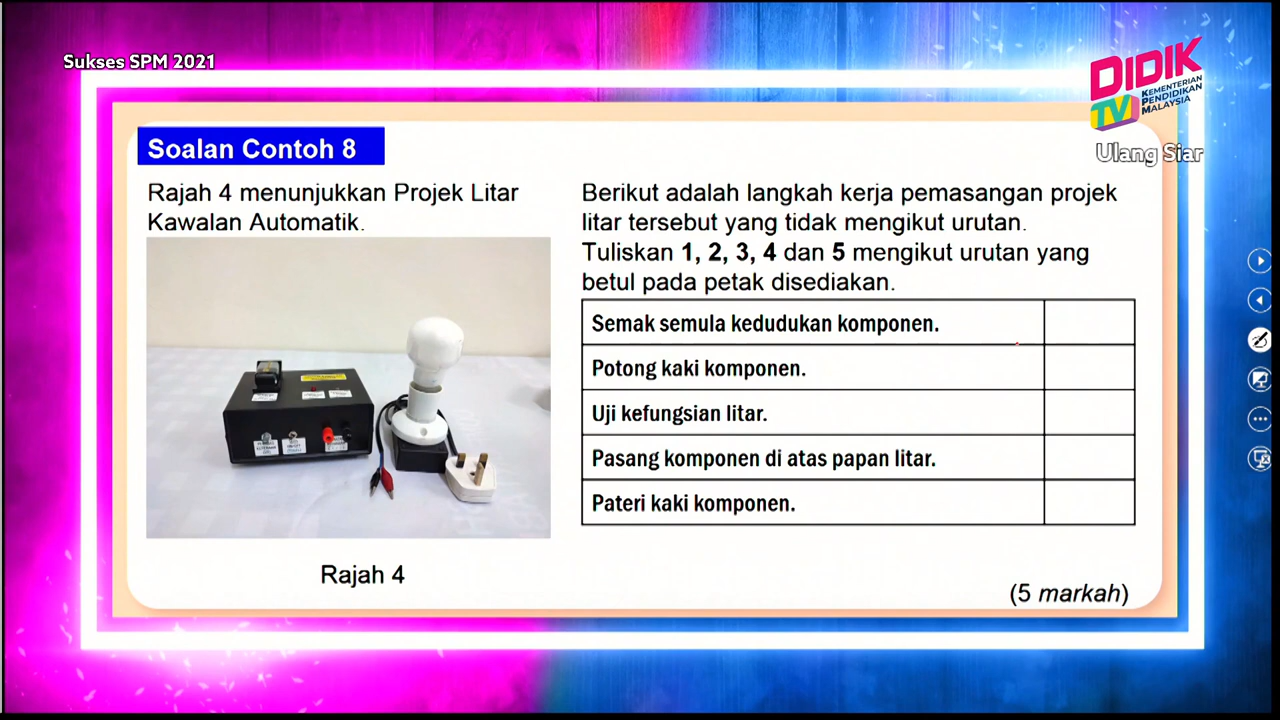 Sukses SPM 2021
DIDIK
TV
KEMENTERIAN
PENDIDIKAN
MALAYSIA
Ulang Siar
Soalan Contoh 8
Rajah 4 menunjukkan Projek Litar
Kawalan Automatik.
Rajah 4
Berikut adalah langkah kerja pemasangan projek
litar tersebut yang tidak mengikut urutan.
Tuliskan 1, 2, 3, 4 dan 5 mengikut urutan yang
betul pada petak disediakan.
Semak semula kedudukan komponen.
Potong kaki komponen.
Uji kefungsian litar.
Pasang komponen di atas papan litar.
Pateri kaki komponen.
(5 markah)